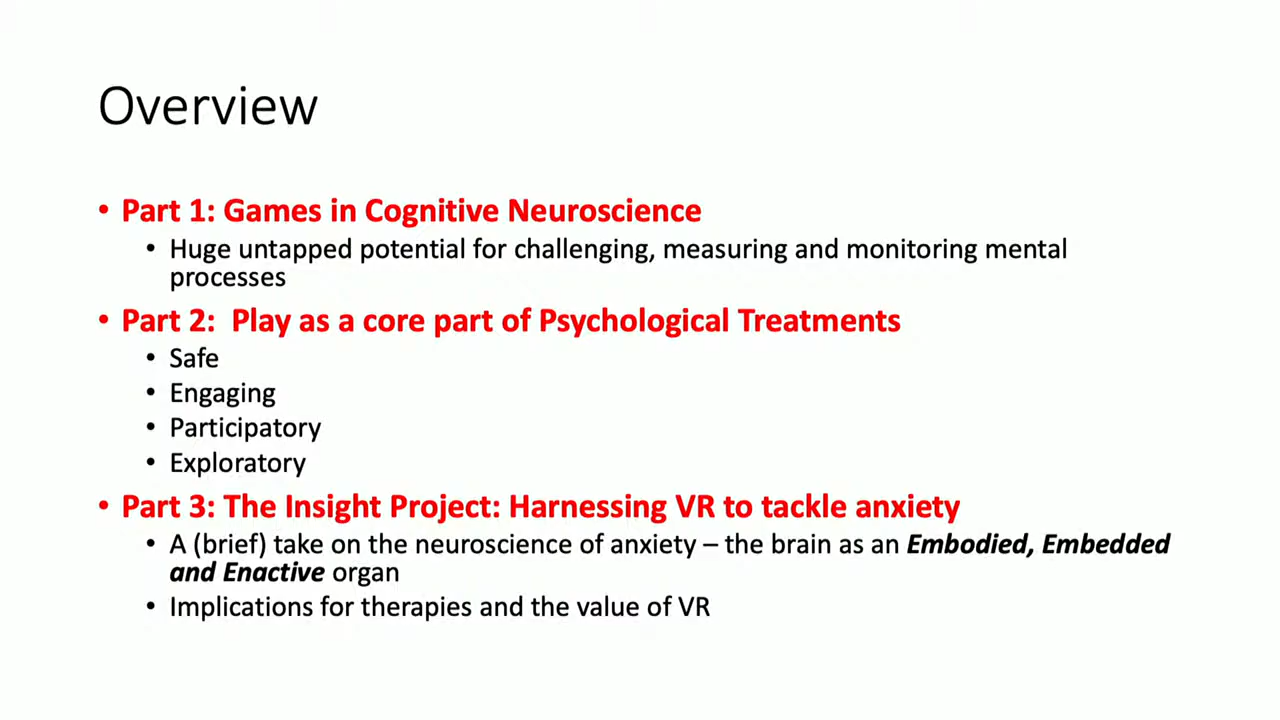 Overview
• Part 1: Games in Cognitive Neuroscience
• Huge untapped potential for challenging, measuring and monitoring mental
processes
• Part 2:  Play as a core part of Psychological Treatments
• Safe
• Engaging
• Participatory
• Exploratory
• Part 3: The Insight Project: Harnessing VR to tackle anxiety
• A (brief) take on the neuroscience of anxiety – the brain as an Embodied, Embedded
and Enactive organ
• Implications for therapies and the value of VR